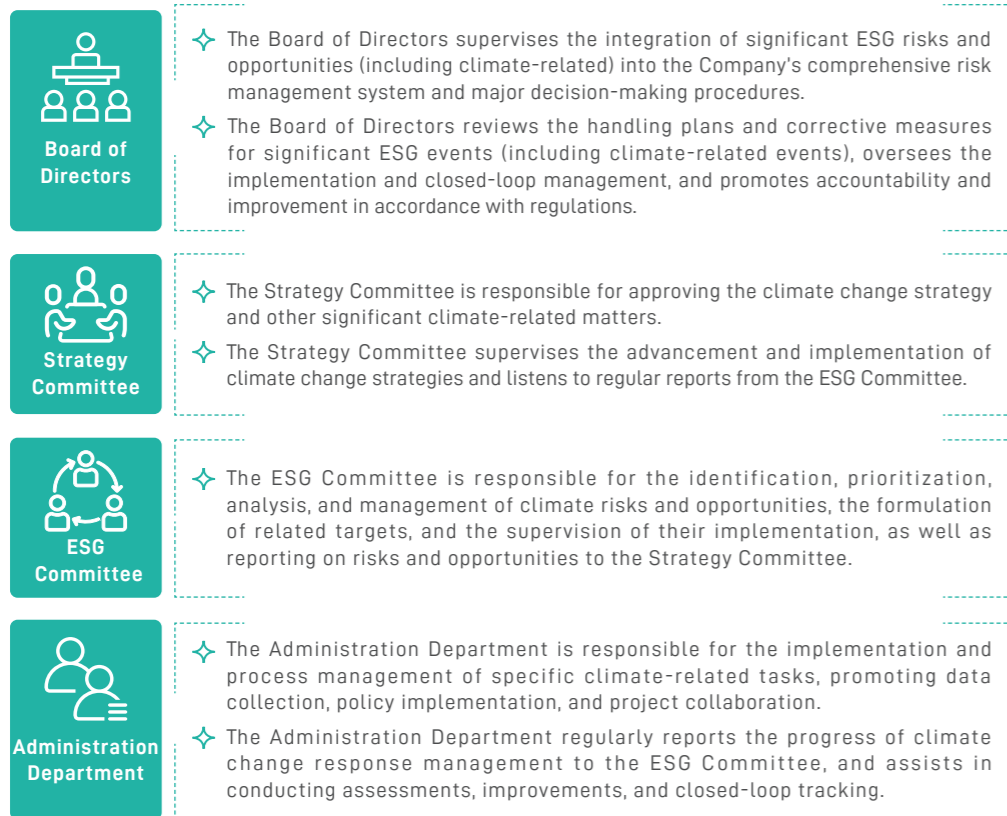 Board of
Directors
The Board of Directors supervises the integration of significant ESG risks and
opportunities (including climate-related) into the Company's comprehensive risk
management system and major decision-making procedures.
The Board of Directors reviews the handling plans and corrective measures
for significant ESG events (including climate-related events), oversees the
implementation and closed-loop management, and promotes accountability and
improvement in accordance with regulations.
Strategy
Committee
The Strategy Committee is responsible for approving the climate change strategy
and other significant climate-related matters.
The Strategy Committee supervises the advancement and implementation of
climate change strategies and listens to regular reports from the ESG Committee.
ESG
Committee
The ESG Committee is responsible for the identification, prioritization,
analysis, and management of climate risks and opportunities, the formulation
of related targets, and the supervision of their implementation, as well as
reporting on risks and opportunities to the Strategy Committee.
Administration
Department
The Administration Department is responsible for the implementation and
process management of specific climate-related tasks, promoting data
collection, policy implementation, and project collaboration.
The Administration Department regularly reports the progress of climate
change response management to the ESG Committee, and assists in
conducting assessments, improvements, and closed-loop tracking.